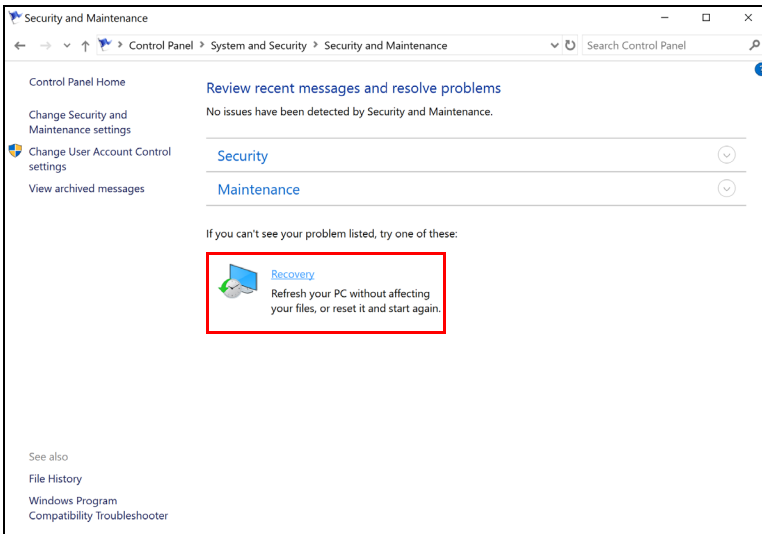 Security and Maintenance
Control Panel > System and Security > Security and Maintenance
Search Control Panel
Control Panel Home
Change Security and
Maintenance settings
Change User Account Control
settings
View archived messages
Review recent messages and resolve problems
No issues have been detected by Security and Maintenance.
Security
Maintenance
If you can't see your problem listed, try one of these:
Recovery
Refresh your PC without affecting
your files, or reset it and start again.
See also
File History
Windows Program
Compatibility Troubleshooter